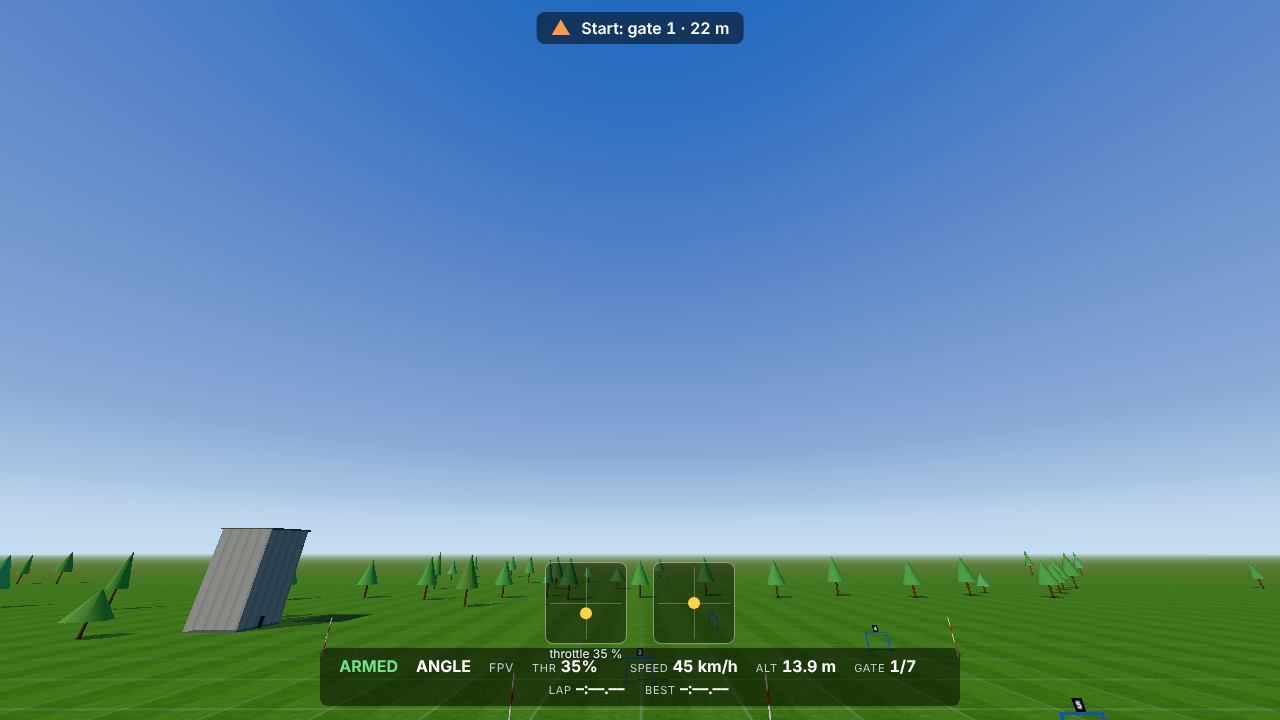 Start: gate 1 · 22 m
throttle 35 %
ARMED ANGLE FPV THR 35% SPEED 45 km/h ALT 13.9 m GATE 1/7
LAP –:––.–– BEST –:––.––